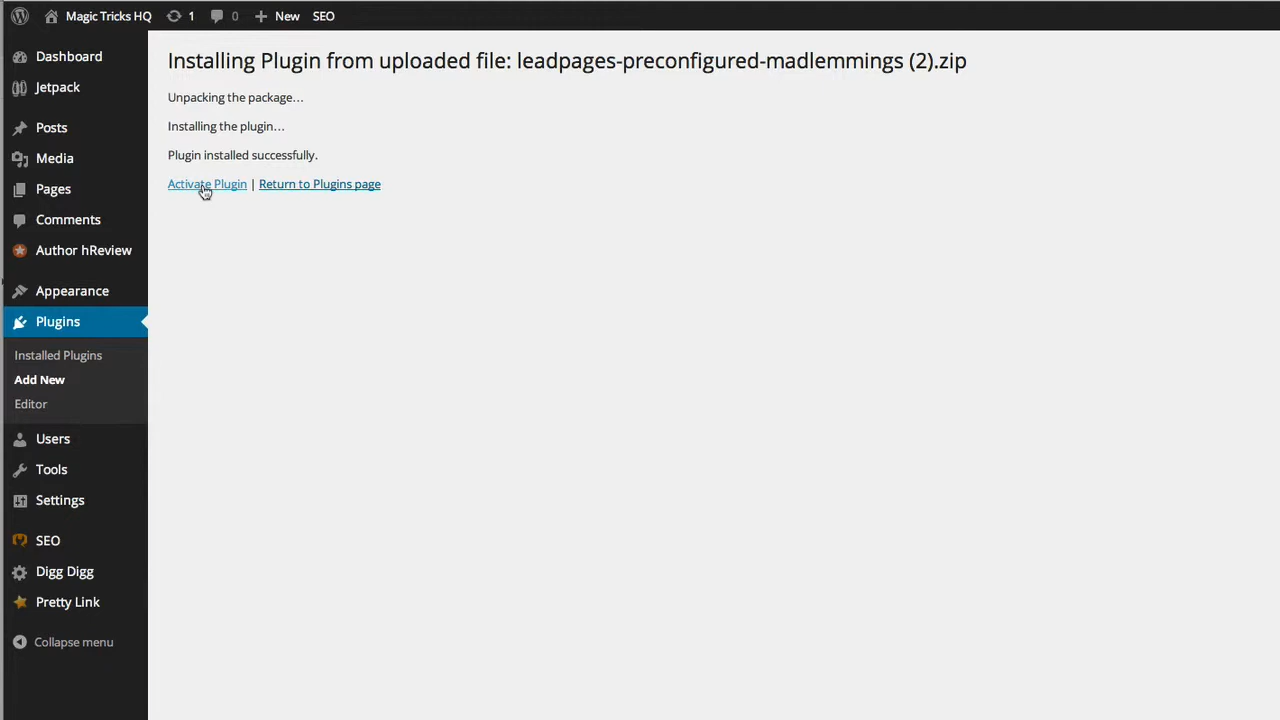 Magic Tricks HQ 1 0 New SEO
Dashboard
Jetpack
Posts
Media
Pages
Comments
Author hReview
Appearance
Plugins
Installed Plugins
Add New
Editor
Users
Tools
Settings
SEO
Digg Digg
Pretty Link
Collapse menu
Installing Plugin from uploaded file: leadpages-preconfigured-madlemmings (2).zip
Unpacking the package…
Installing the plugin…
Plugin installed successfully.
Activate Plugin | Return to Plugins page